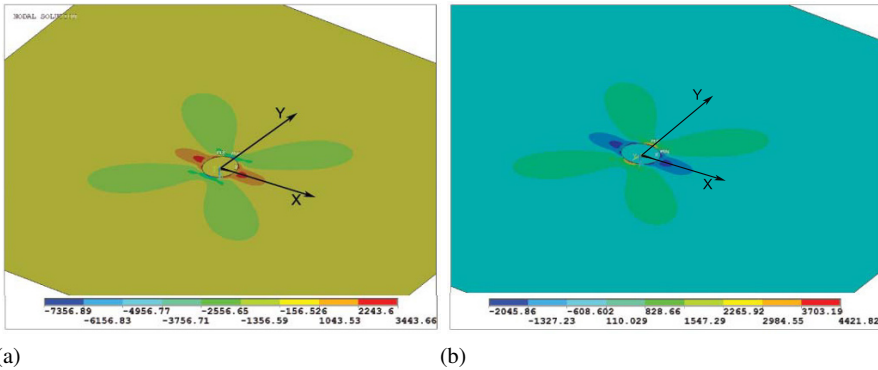 NODAL SOLUTION
Y
X
-7356.89 -4956.77 -2556.65 -156.526 2243.6
-6156.83 -3756.71 -1356.59 1043.53 3443.66
Y
X
-2045.86 -608.602 828.66 2265.92 3703.19
-1327.23 110.029 1547.29 2984.55 4421.82
(a)
(b)